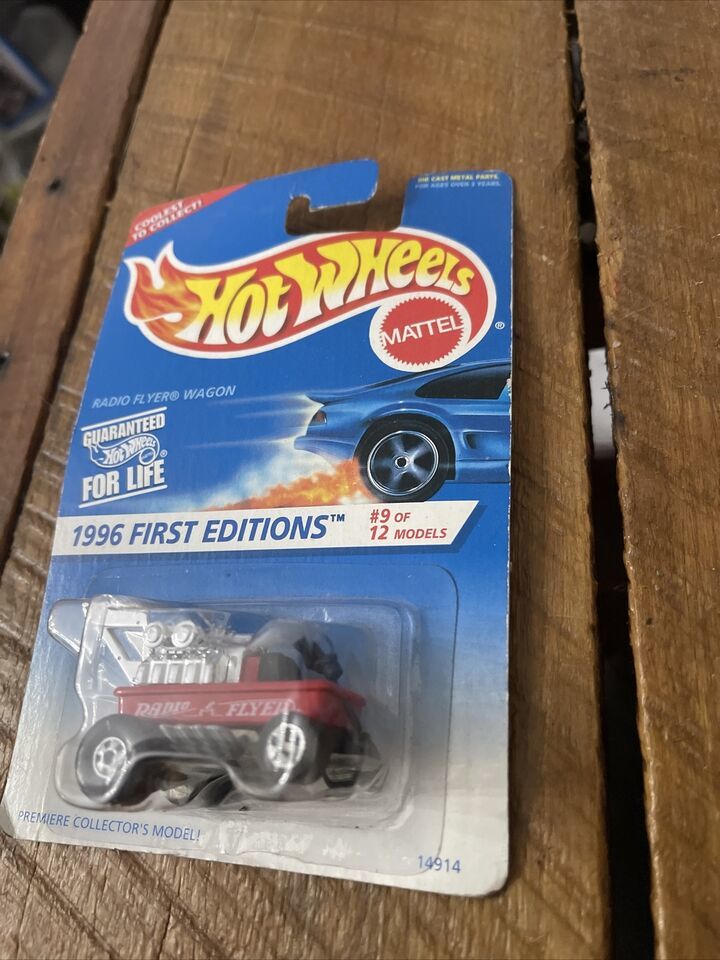 DIE CAST METAL PARTS.
FOR AGES OVER 3 YEARS.
COOLEST
TO COLLECT!
HOT WHEELS
MATTEL
®
RADIO FLYER® WAGON
GUARANTEED
HOT WHEELS®
FOR LIFE
1996 FIRST EDITIONS™
#9 OF
12 MODELS
RADIO FLYER
PREMIERE COLLECTOR'S MODEL!
14914